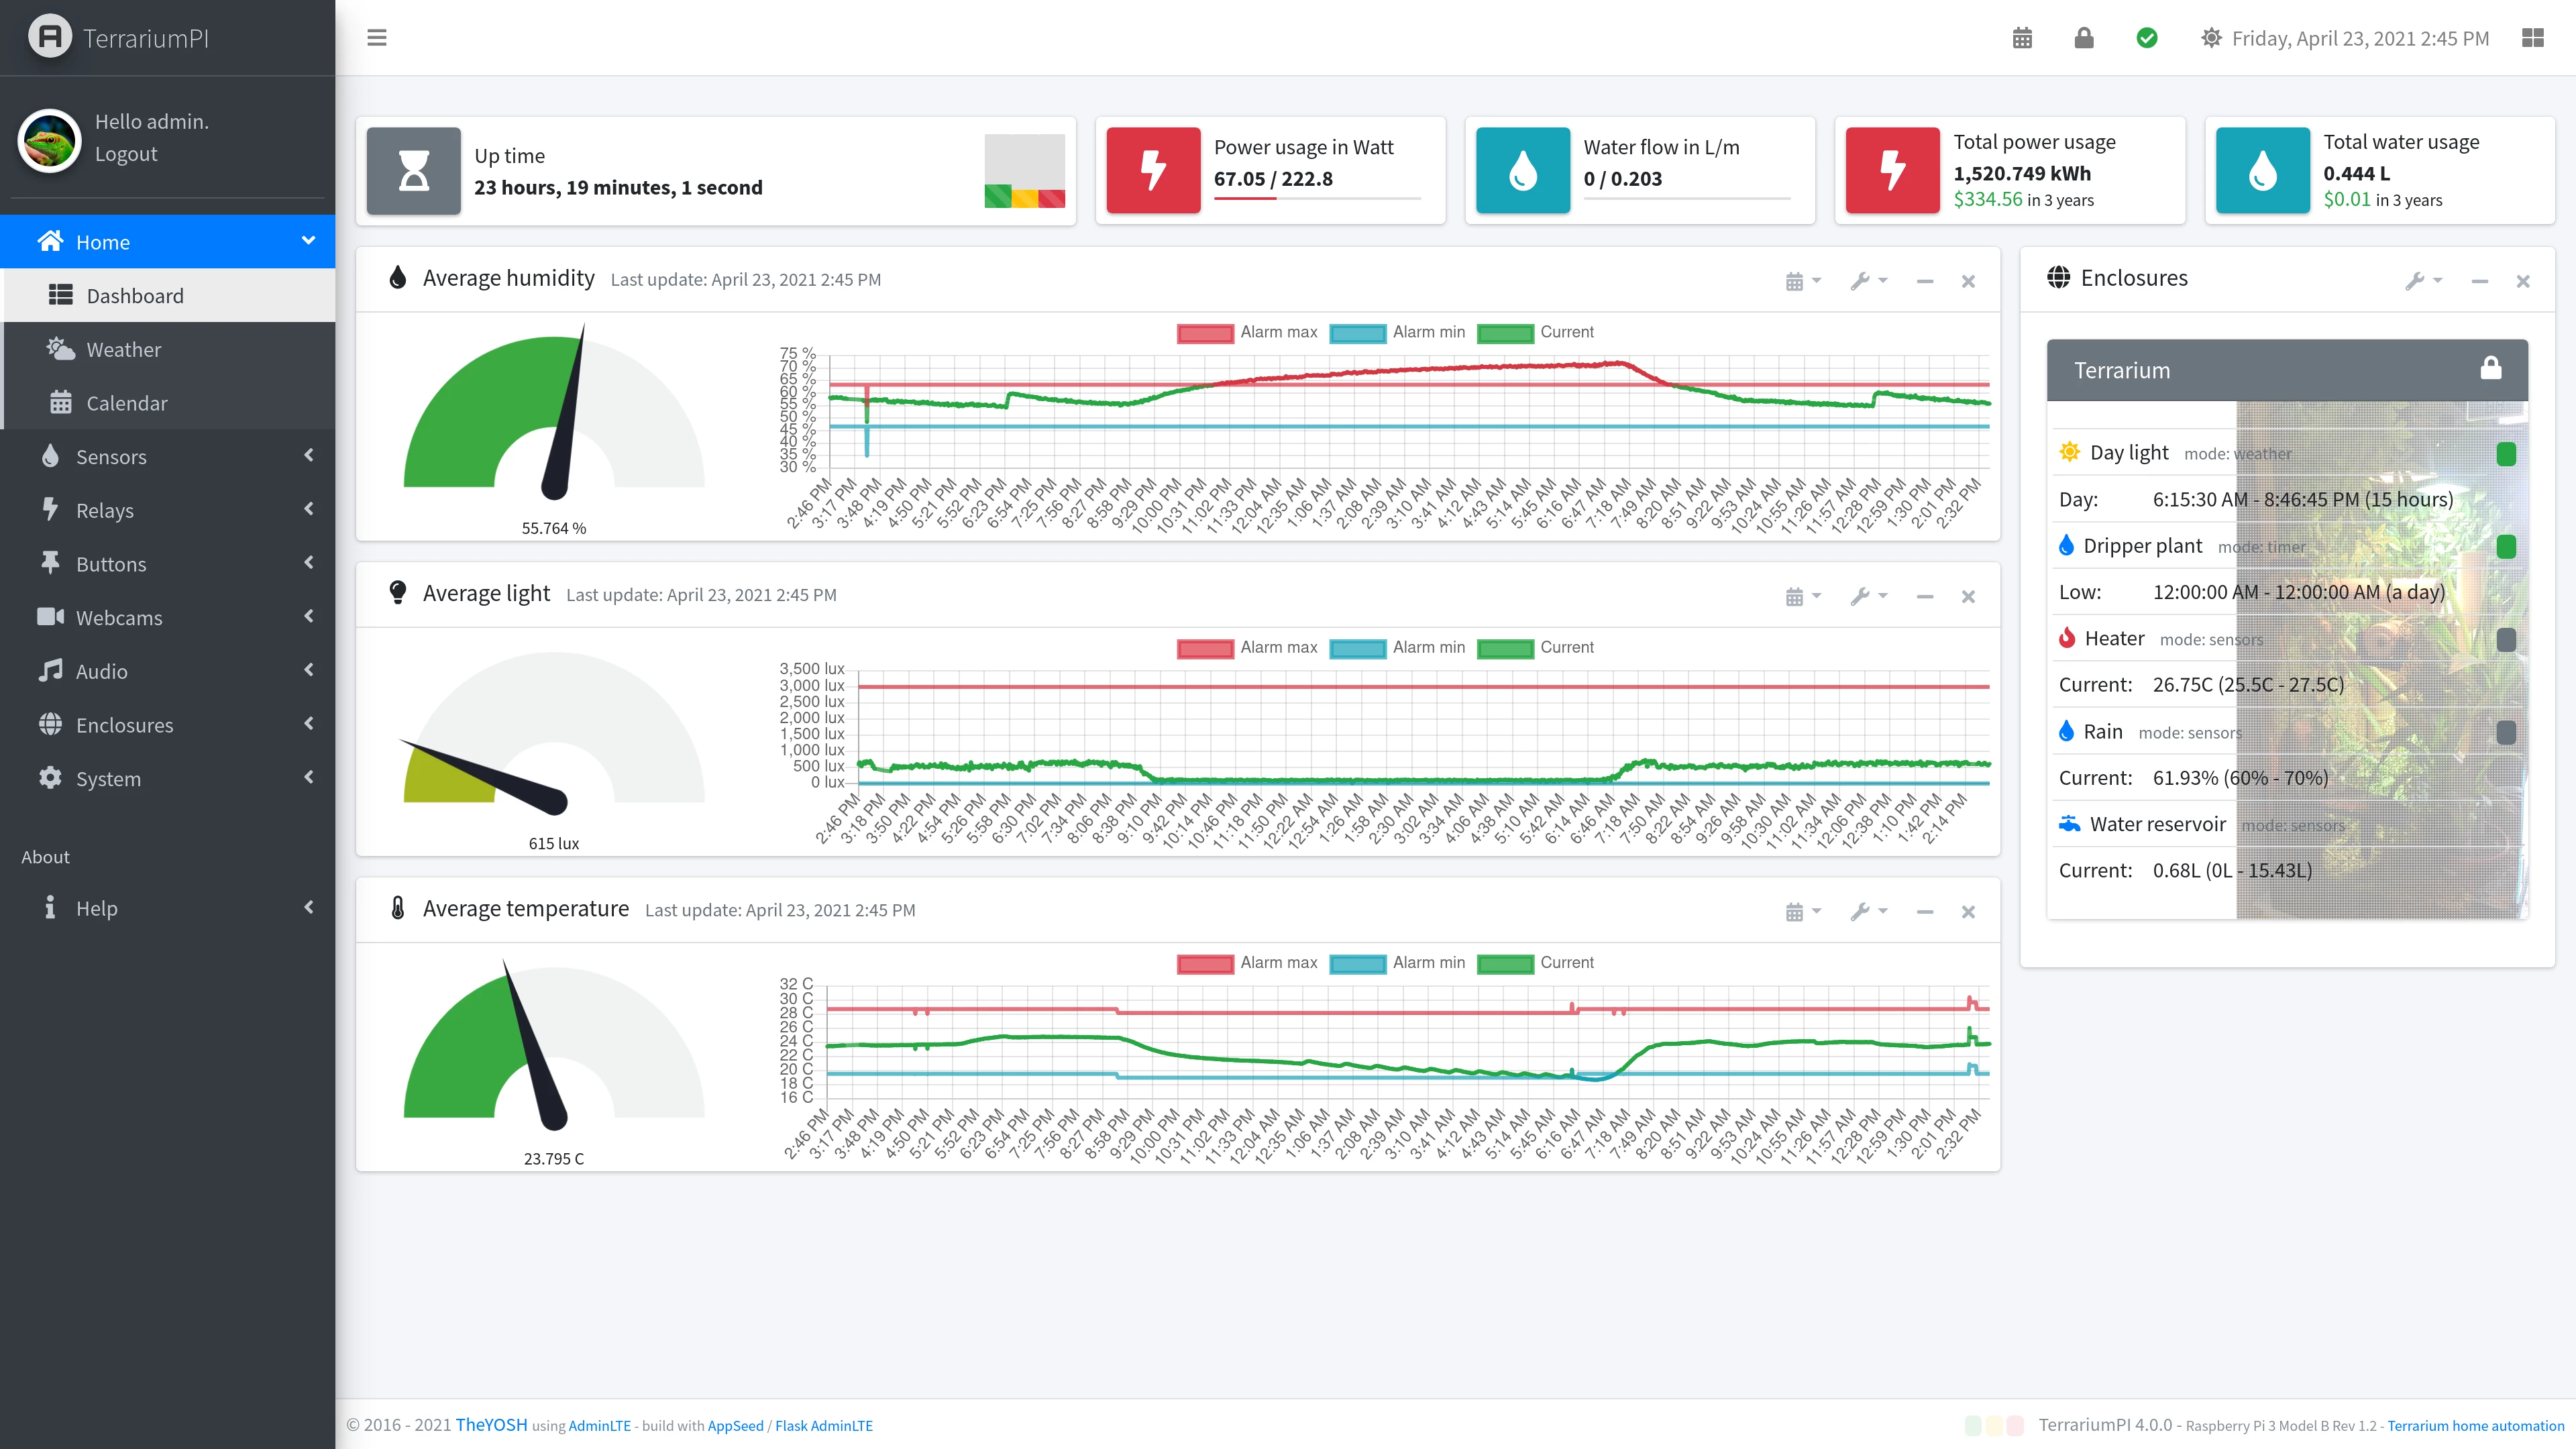 TerrariumPI
Friday, April 23, 2021 2:45 PM
Hello admin.
Logout
Home
Dashboard
Weather
Calendar
Sensors
Relays
Buttons
Webcams
Audio
Enclosures
System
About
Help
Up time
23 hours, 19 minutes, 1 second
Power usage in Watt
67.05 / 222.8
Water flow in L/m
0 / 0.203
Total power usage
1,520.749 kWh
$334.56 in 3 years
Total water usage
0.444 L
$0.01 in 3 years
Average humidity Last update: April 23, 2021 2:45 PM
Alarm max Alarm min Current
75 %
70 %
65 %
60 %
55 %
50 %
45 %
40 %
35 %
30 %
2:46 PM 3:17 PM 3:48 PM 4:19 PM 4:50 PM 5:21 PM 5:52 PM 6:23 PM 6:54 PM 7:25 PM 7:56 PM 8:27 PM 8:58 PM 9:29 PM 10:00 PM 10:31 PM 11:02 PM 11:33 PM 12:04 AM 12:35 AM 1:06 AM 1:37 AM 2:08 AM 2:39 AM 3:10 AM 3:41 AM 4:12 AM 4:43 AM 5:14 AM 5:45 AM 6:16 AM 6:47 AM 7:18 AM 7:49 AM 8:20 AM 8:51 AM 9:22 AM 9:53 AM 10:24 AM 10:55 AM 11:26 AM 11:57 AM 12:28 PM 12:59 PM 1:30 PM 2:01 PM 2:32 PM
55.764 %
Average light Last update: April 23, 2021 2:45 PM
Alarm max Alarm min Current
3,500 lux
3,000 lux
2,500 lux
2,000 lux
1,500 lux
1,000 lux
500 lux
0 lux
2:46 PM 3:18 PM 3:50 PM 4:22 PM 4:54 PM 5:26 PM 5:58 PM 6:30 PM 7:02 PM 7:34 PM 8:06 PM 8:38 PM 9:10 PM 9:42 PM 10:14 PM 10:46 PM 11:18 PM 11:50 PM 12:22 AM 12:54 AM 1:26 AM 1:58 AM 2:30 AM 3:02 AM 3:34 AM 4:06 AM 4:38 AM 5:10 AM 5:42 AM 6:14 AM 6:46 AM 7:18 AM 7:50 AM 8:22 AM 8:54 AM 9:26 AM 9:58 AM 10:30 AM 11:02 AM 11:34 AM 12:06 PM 12:38 PM 1:10 PM 1:42 PM 2:14 PM
615 lux
Average temperature Last update: April 23, 2021 2:45 PM
Alarm max Alarm min Current
32 C
30 C
28 C
26 C
24 C
22 C
20 C
18 C
16 C
2:46 PM 3:17 PM 3:48 PM 4:19 PM 4:50 PM 5:21 PM 5:52 PM 6:23 PM 6:54 PM 7:25 PM 7:56 PM 8:27 PM 8:58 PM 9:29 PM 10:00 PM 10:31 PM 11:02 PM 11:33 PM 12:04 AM 12:35 AM 1:06 AM 1:37 AM 2:08 AM 2:39 AM 3:10 AM 3:41 AM 4:12 AM 4:43 AM 5:14 AM 5:45 AM 6:16 AM 6:47 AM 7:18 AM 7:49 AM 8:20 AM 8:51 AM 9:22 AM 9:53 AM 10:24 AM 10:55 AM 11:26 AM 11:57 AM 12:28 PM 12:59 PM 1:30 PM 2:01 PM 2:32 PM
23.795 C
Enclosures
Terrarium
Day light mode: weather
Day: 6:15:30 AM - 8:46:45 PM (15 hours)
Dripper plant mode: timer
Low: 12:00:00 AM - 12:00:00 AM (a day)
Heater mode: sensors
Current: 26.75C (25.5C - 27.5C)
Rain mode: sensors
Current: 61.93% (60% - 70%)
Water reservoir mode: sensors
Current: 0.68L (0L - 15.43L)
© 2016 - 2021 TheYOSH using AdminLTE - build with AppSeed / Flask AdminLTE
TerrariumPI 4.0.0 - Raspberry Pi 3 Model B Rev 1.2 - Terrarium home automation